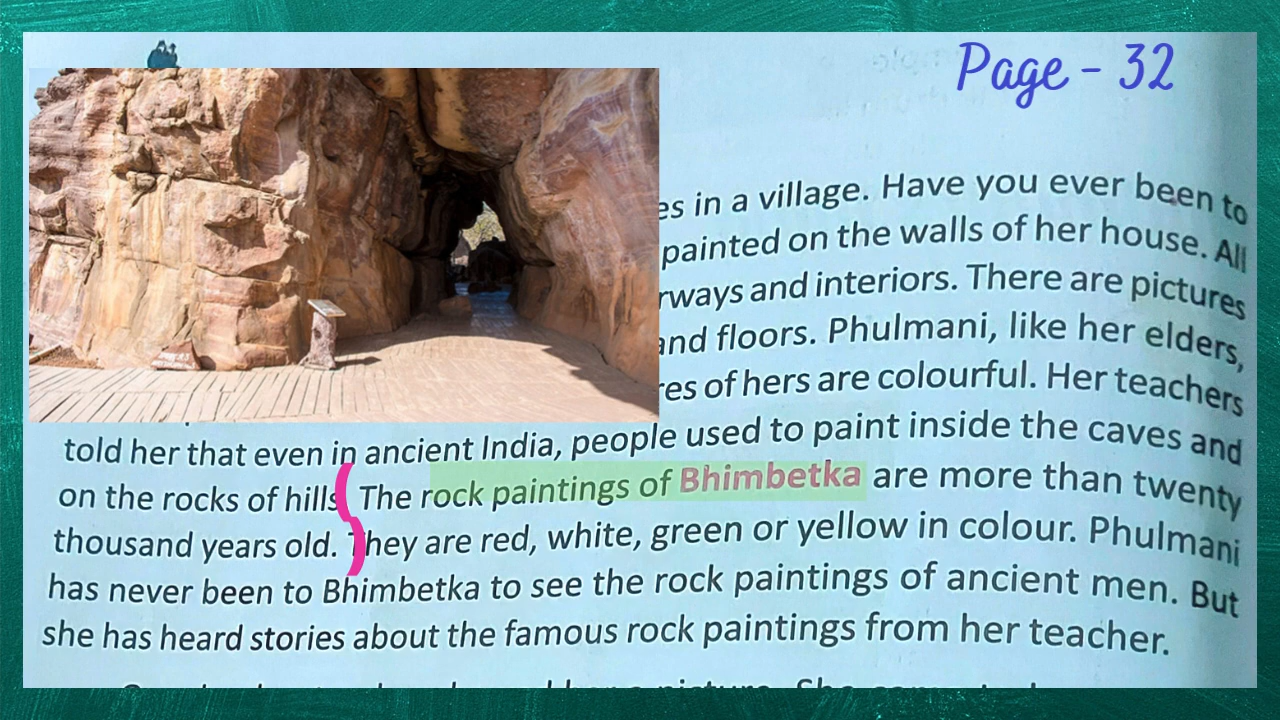 Page - 32
es in a village. Have you ever been to
painted on the walls of her house. All
rways and interiors. There are pictures
and floors. Phulmani, like her elders,
res of hers are colourful. Her teachers
told her that even in ancient India, people used to paint inside the caves and
on the rocks of hills. The rock paintings of Bhimbetka are more than twenty
thousand years old. They are red, white, green or yellow in colour. Phulmani
has never been to Bhimbetka to see the rock paintings of ancient men. But
she has heard stories about the famous rock paintings from her teacher.